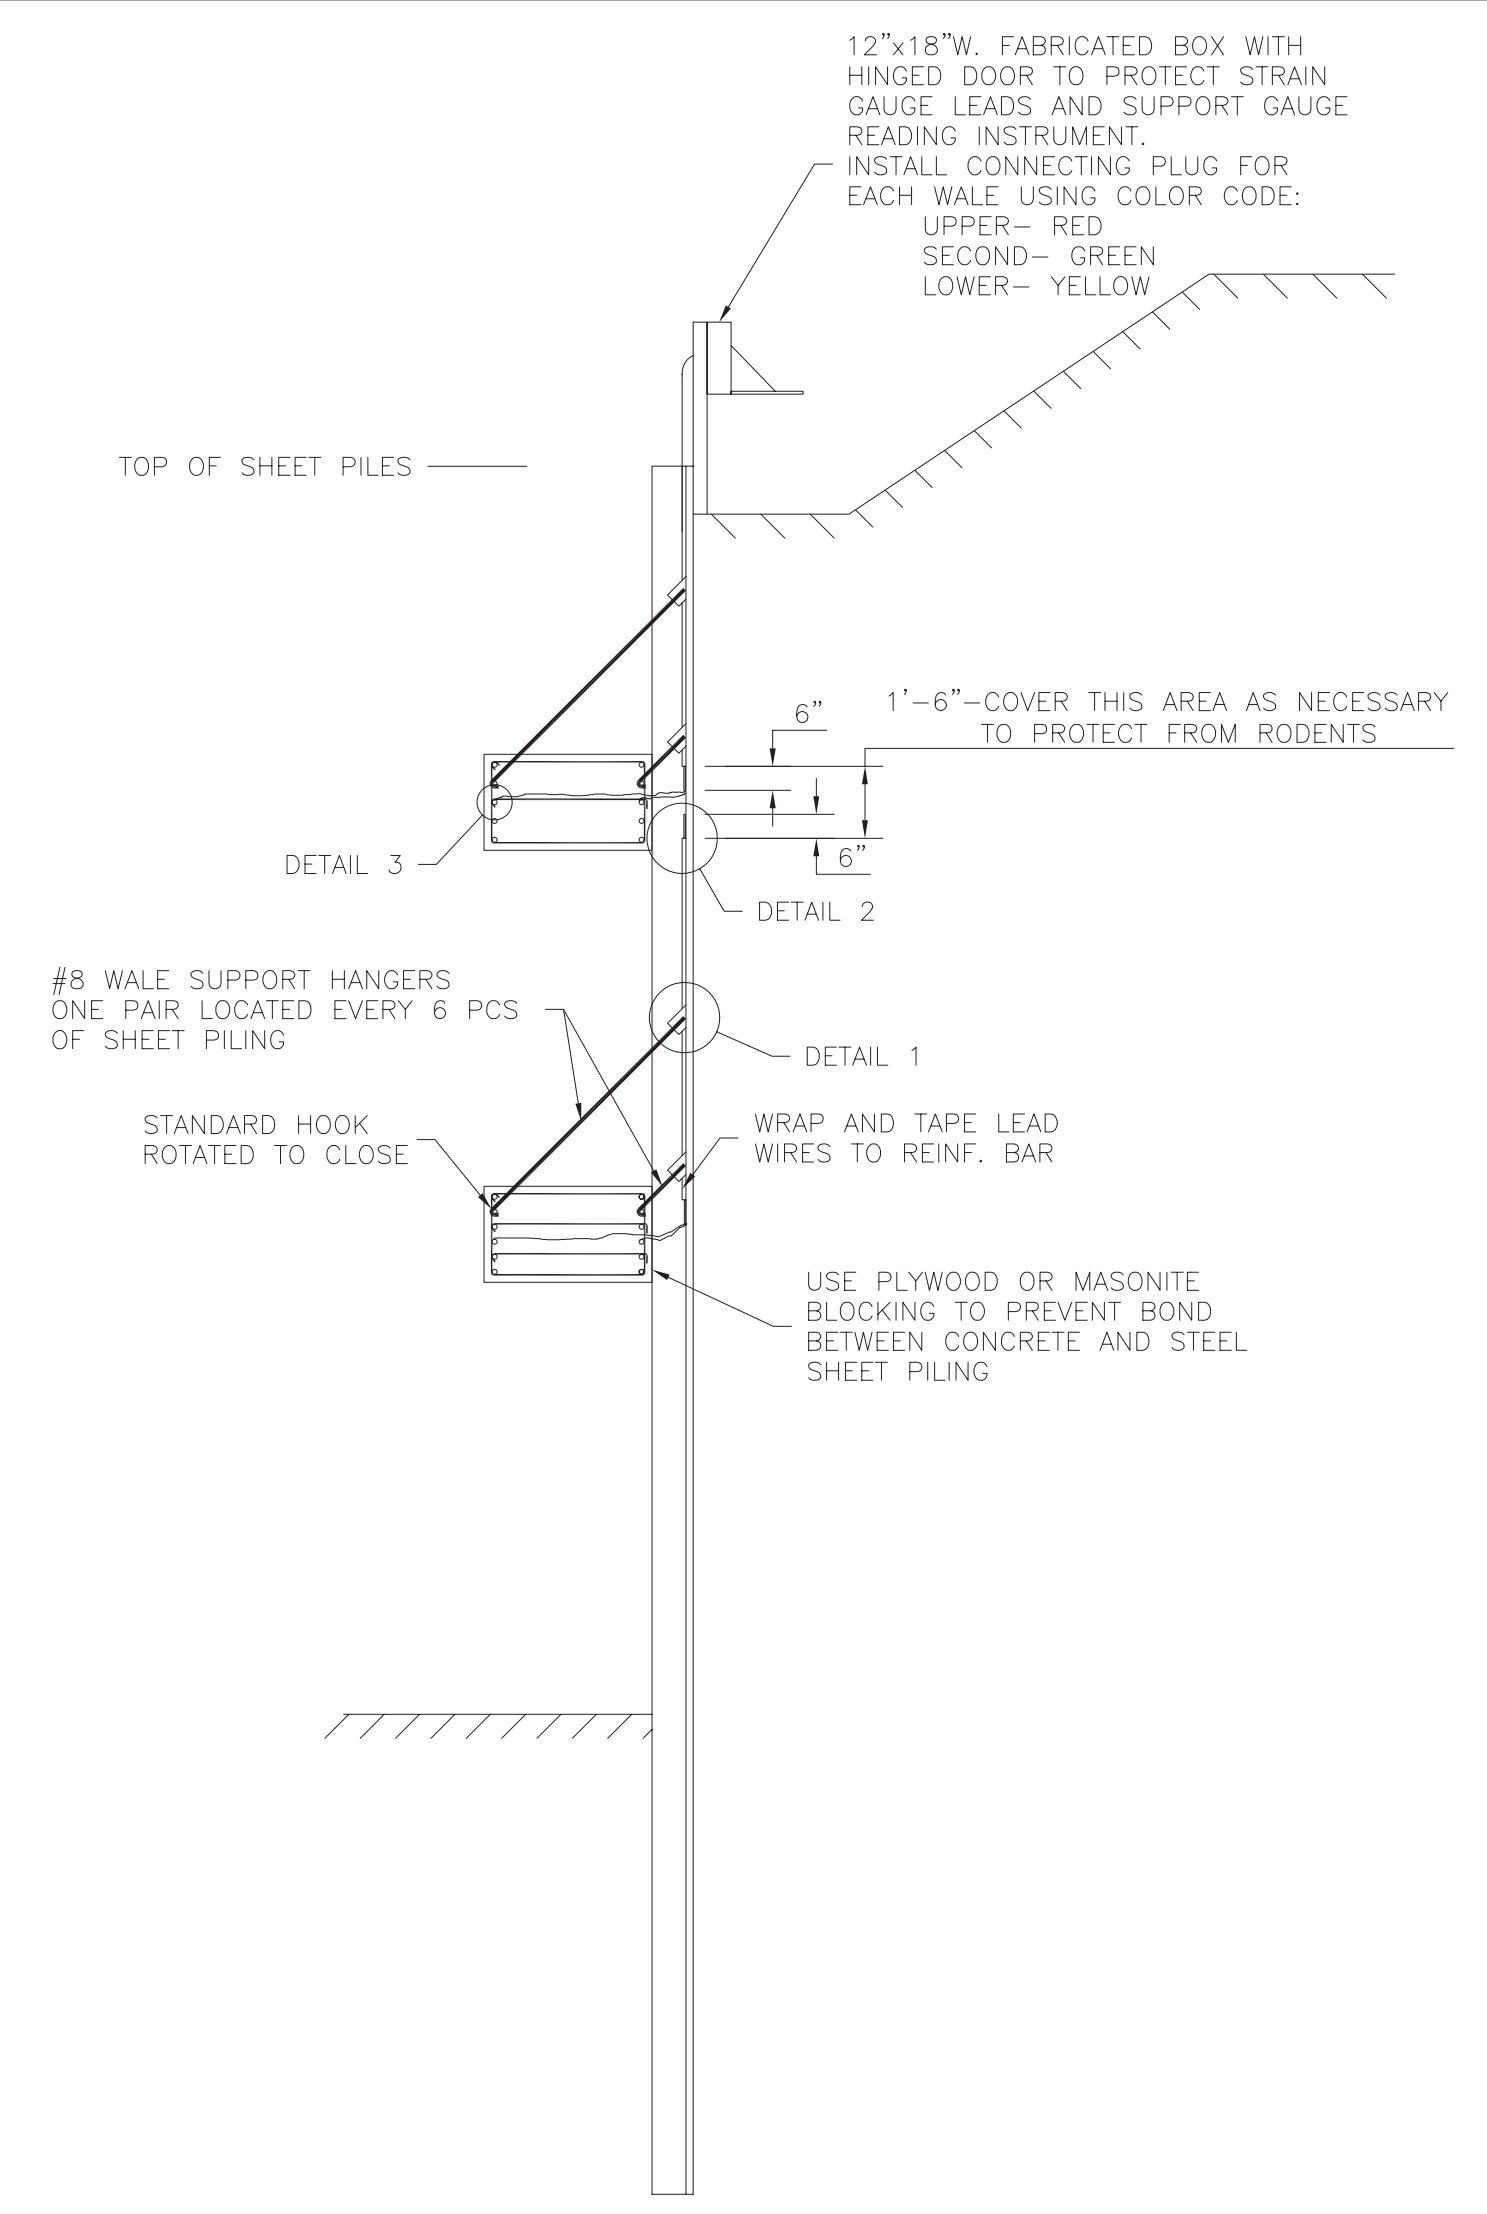 12"x18"W. FABRICATED BOX WITH
HINGED DOOR TO PROTECT STRAIN
GAUGE LEADS AND SUPPORT GAUGE
READING INSTRUMENT.
INSTALL CONNECTING PLUG FOR
EACH WALE USING COLOR CODE:
UPPER– RED
SECOND– GREEN
LOWER– YELLOW
TOP OF SHEET PILES
6"
1'–6"–COVER THIS AREA AS NECESSARY
TO PROTECT FROM RODENTS
6"
DETAIL 3
DETAIL 2
#8 WALE SUPPORT HANGERS
ONE PAIR LOCATED EVERY 6 PCS
OF SHEET PILING
DETAIL 1
STANDARD HOOK
ROTATED TO CLOSE
WRAP AND TAPE LEAD
WIRES TO REINF. BAR
USE PLYWOOD OR MASONITE
BLOCKING TO PREVENT BOND
BETWEEN CONCRETE AND STEEL
SHEET PILING